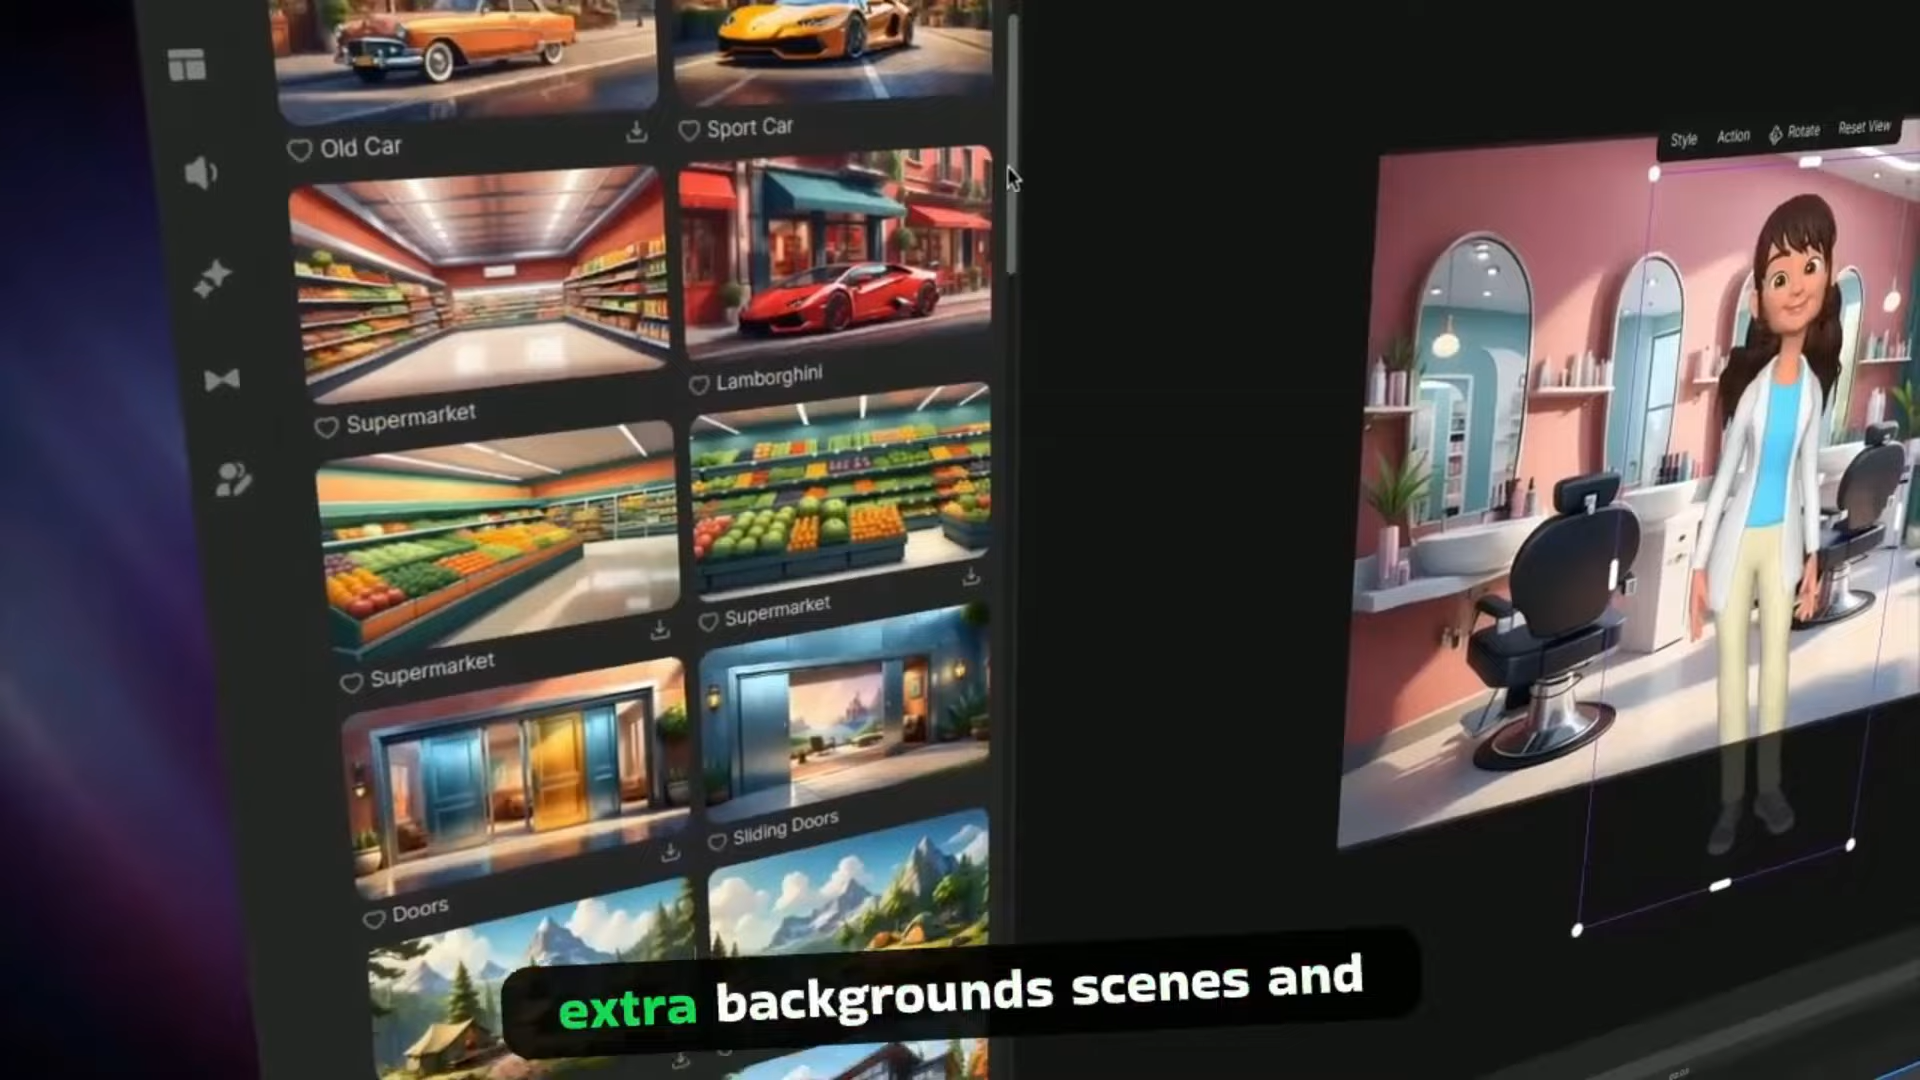 Old Car
Sport Car
Supermarket
Lamborghini
Supermarket
Supermarket
Doors
Sliding Doors
Style Action Rotate Reset View
extra backgrounds scenes and